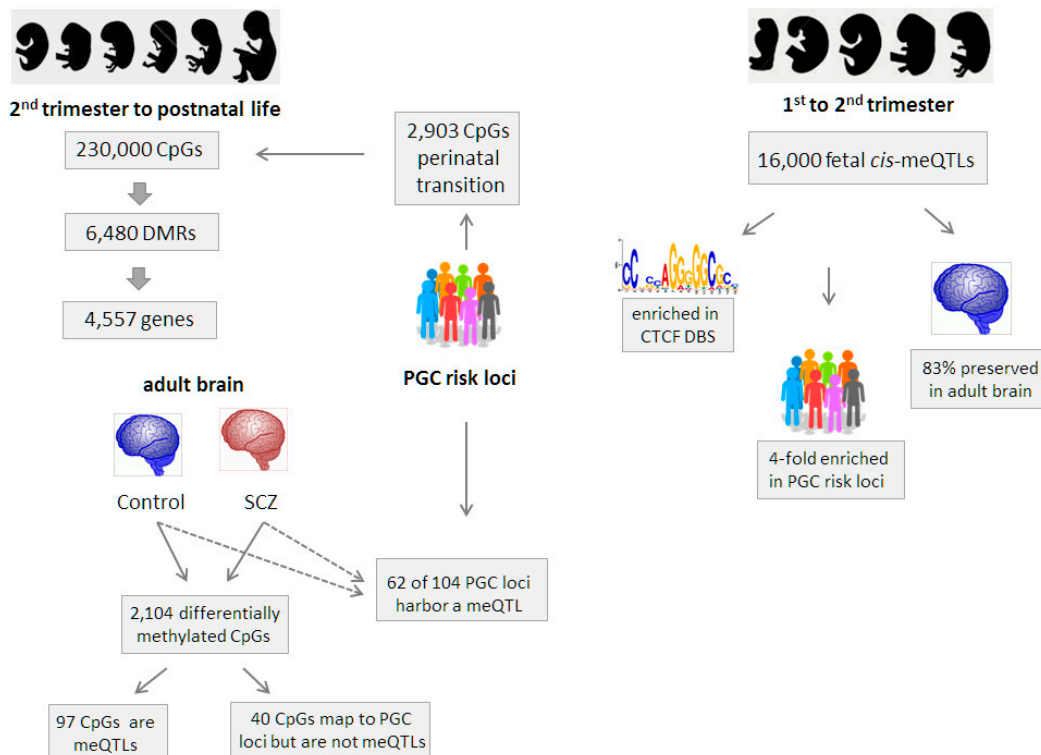 2nd trimester to postnatal life
230,000 CpGs
6,480 DMRs
4,557 genes
2,903 CpGs
perinatal
transition
PGC risk loci
adult brain
Control
SCZ
2,104 differentially
methylated CpGs
62 of 104 PGC loci
harbor a meQTL
97 CpGs are
meQTLs
40 CpGs map to PGC
loci but are not meQTLs
1st to 2nd trimester
16,000 fetal cis-meQTLs
enriched in
CTCF DBS
4-fold enriched
in PGC risk loci
83% preserved
in adult brain